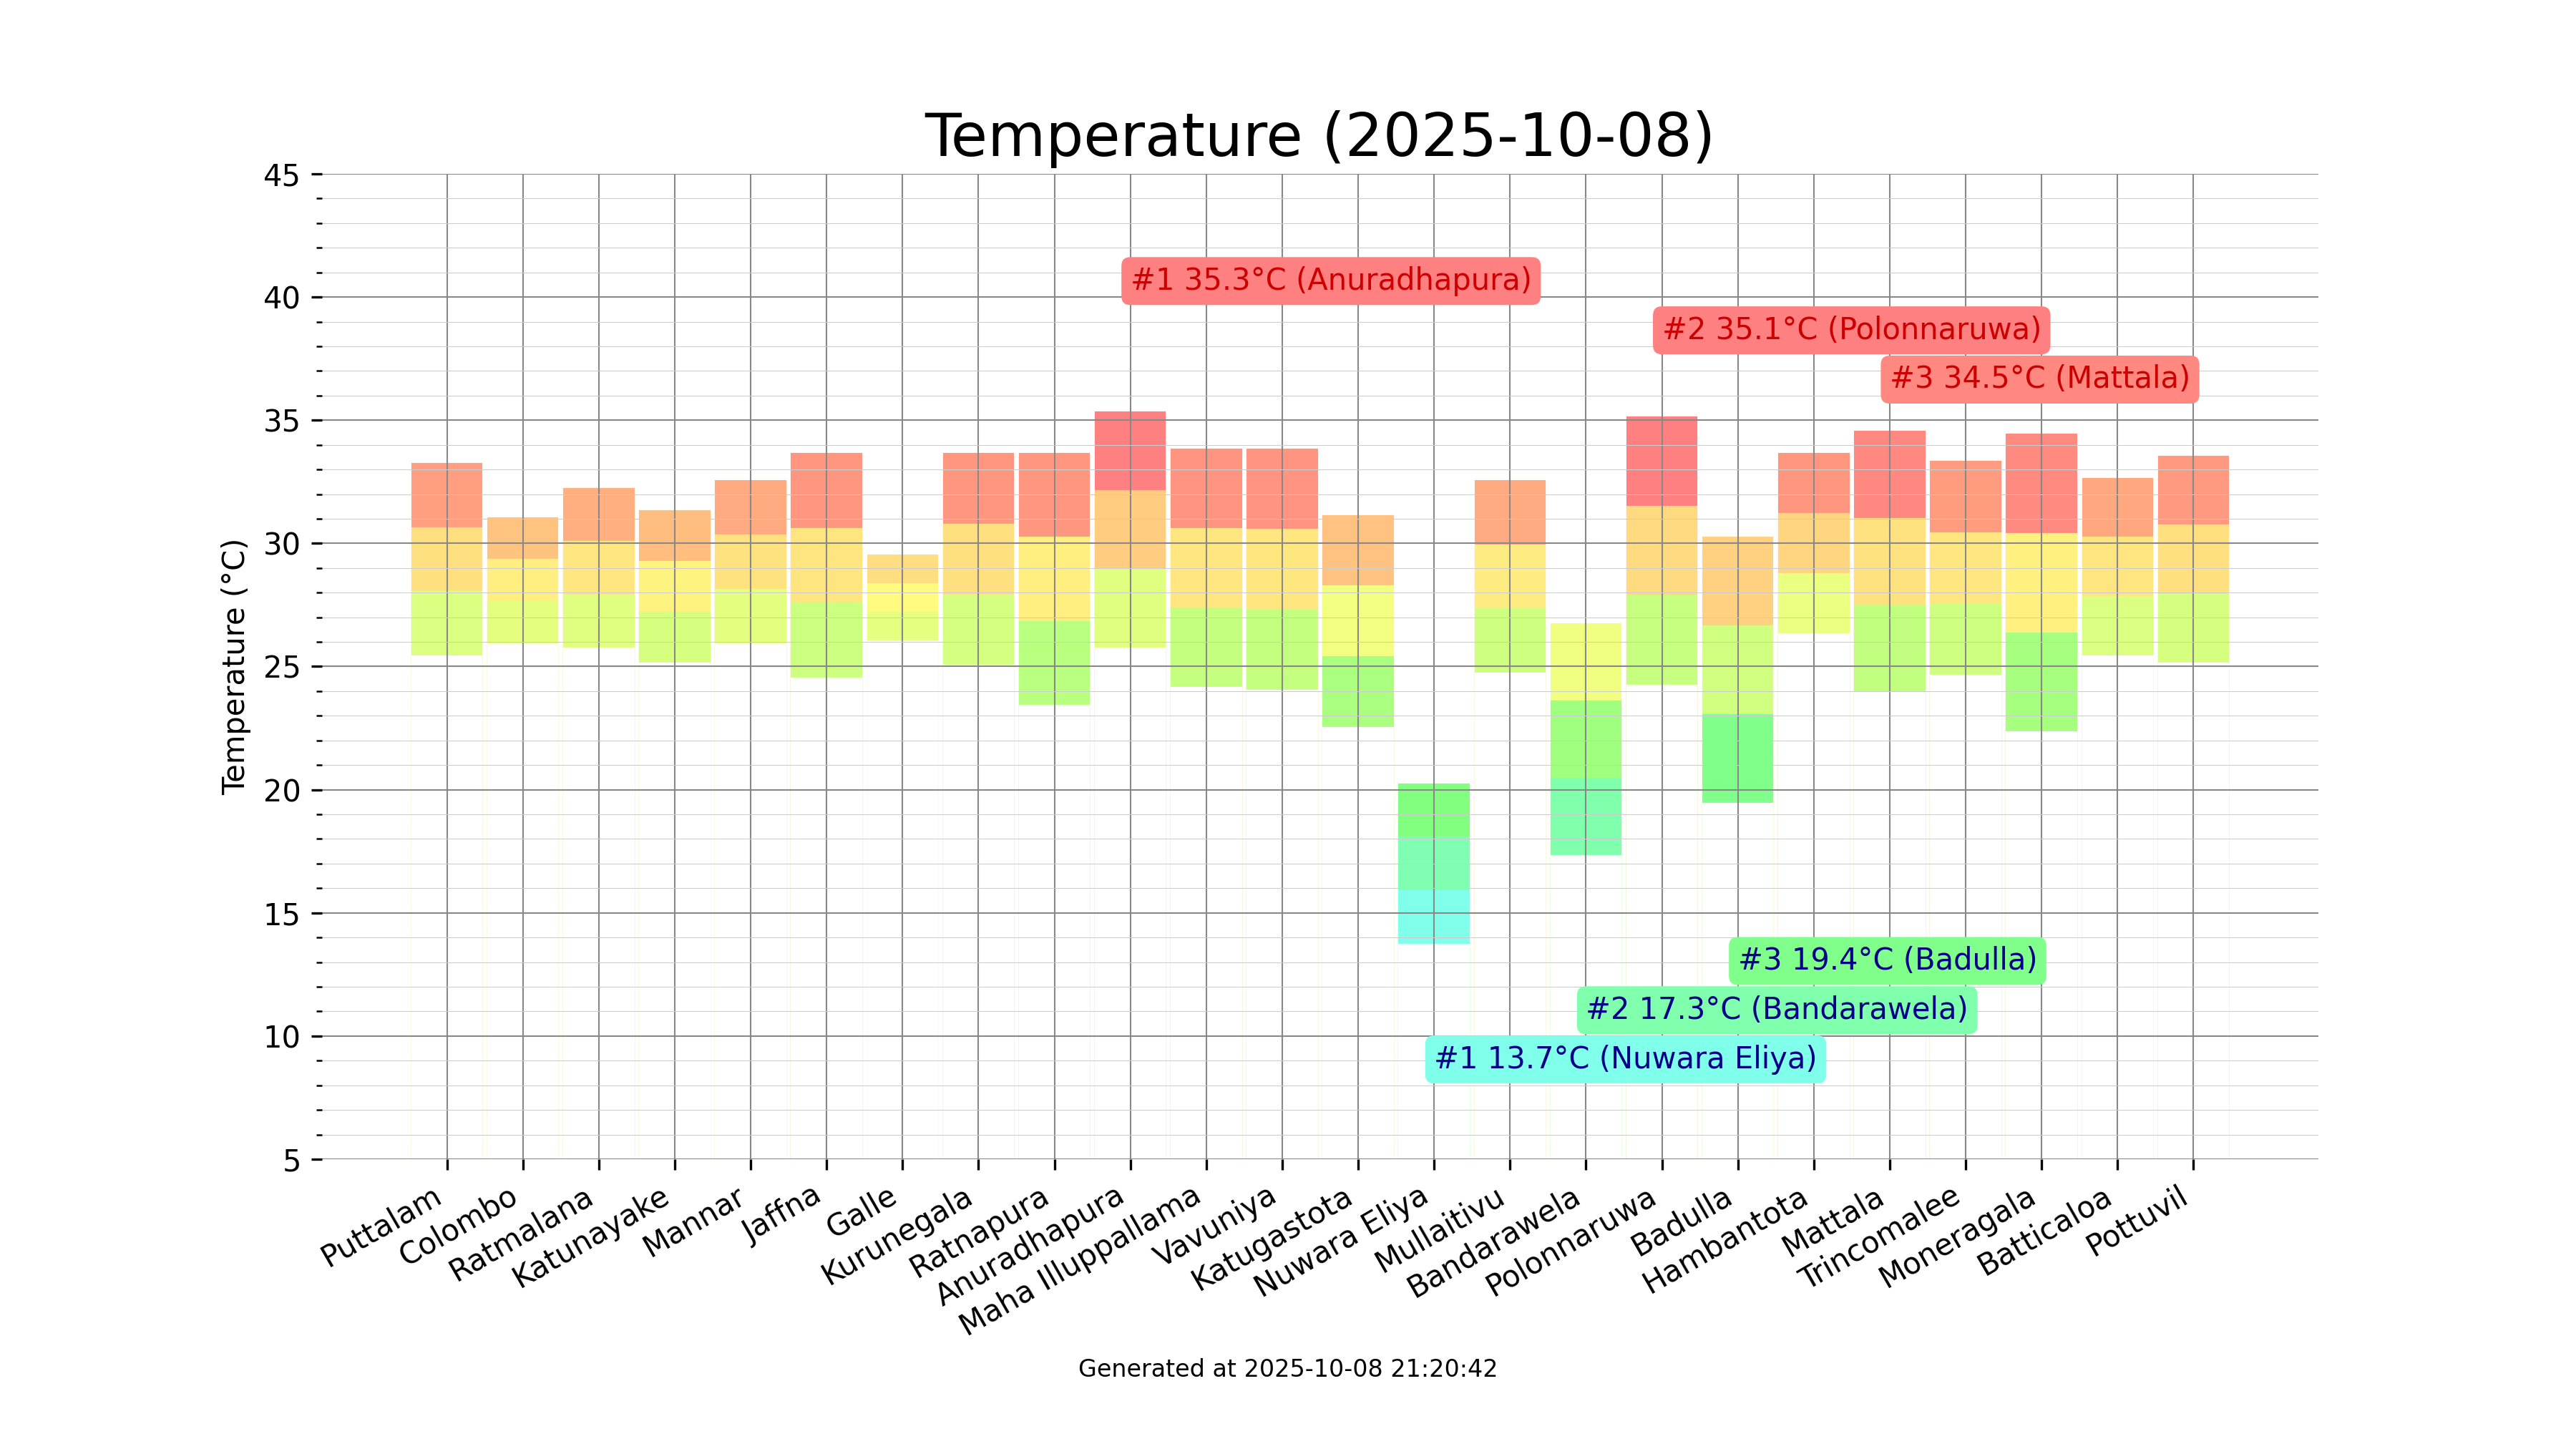 Temperature (2025-10-08)
45
40
35
30
25
20
15
10
5
Temperature (°C)
#1 35.3°C (Anuradhapura)
#2 35.1°C (Polonnaruwa)
#3 34.5°C (Mattala)
#3 19.4°C (Badulla)
#2 17.3°C (Bandarawela)
#1 13.7°C (Nuwara Eliya)
Puttalam
Colombo
Ratmalana
Katunayake
Mannar
Jaffna
Galle
Kurunegala
Ratnapura
Anuradhapura
Maha Illuppallama
Vavuniya
Katugastota
Nuwara Eliya
Mullaitivu
Bandarawela
Polonnaruwa
Badulla
Hambantota
Mattala
Trincomalee
Moneragala
Batticaloa
Pottuvil
Generated at 2025-10-08 21:20:42